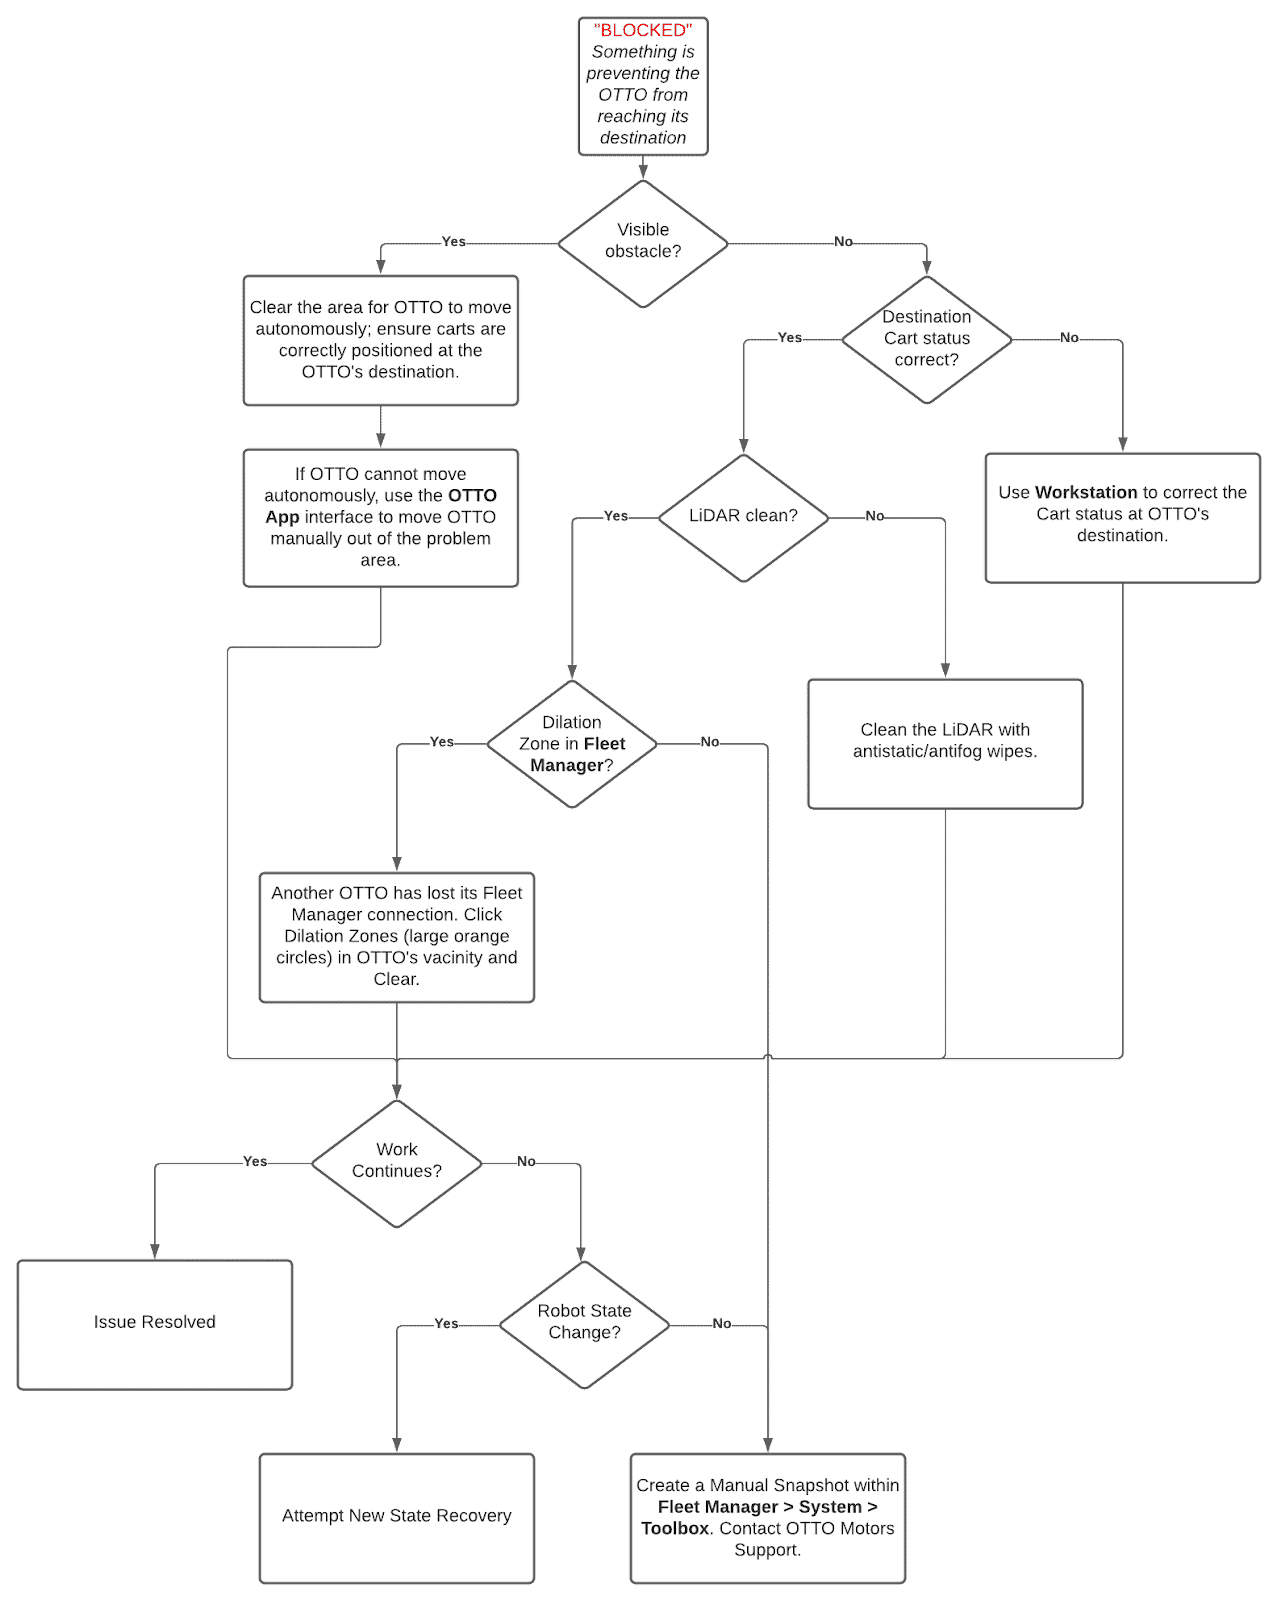 "BLOCKED"
Something is
preventing the
OTTO from
reaching its
destination
Visible
obstacle?
Yes
No
Clear the area for OTTO to move
autonomously; ensure carts are
correctly positioned at the
OTTO's destination.
Destination
Cart status
correct?
Yes
No
If OTTO cannot move
autonomously, use the OTTO
App interface to move OTTO
manually out of the problem
area.
LiDAR clean?
Yes
No
Use Workstation to correct the
Cart status at OTTO's
destination.
Dilation
Zone in Fleet
Manager?
Yes
No
Clean the LiDAR with
antistatic/antifog wipes.
Another OTTO has lost its Fleet
Manager connection. Click
Dilation Zones (large orange
circles) in OTTO's vacinity and
Clear.
Work
Continues?
Yes
No
Issue Resolved
Robot State
Change?
Yes
No
Attempt New State Recovery
Create a Manual Snapshot within
Fleet Manager > System >
Toolbox. Contact OTTO Motors
Support.